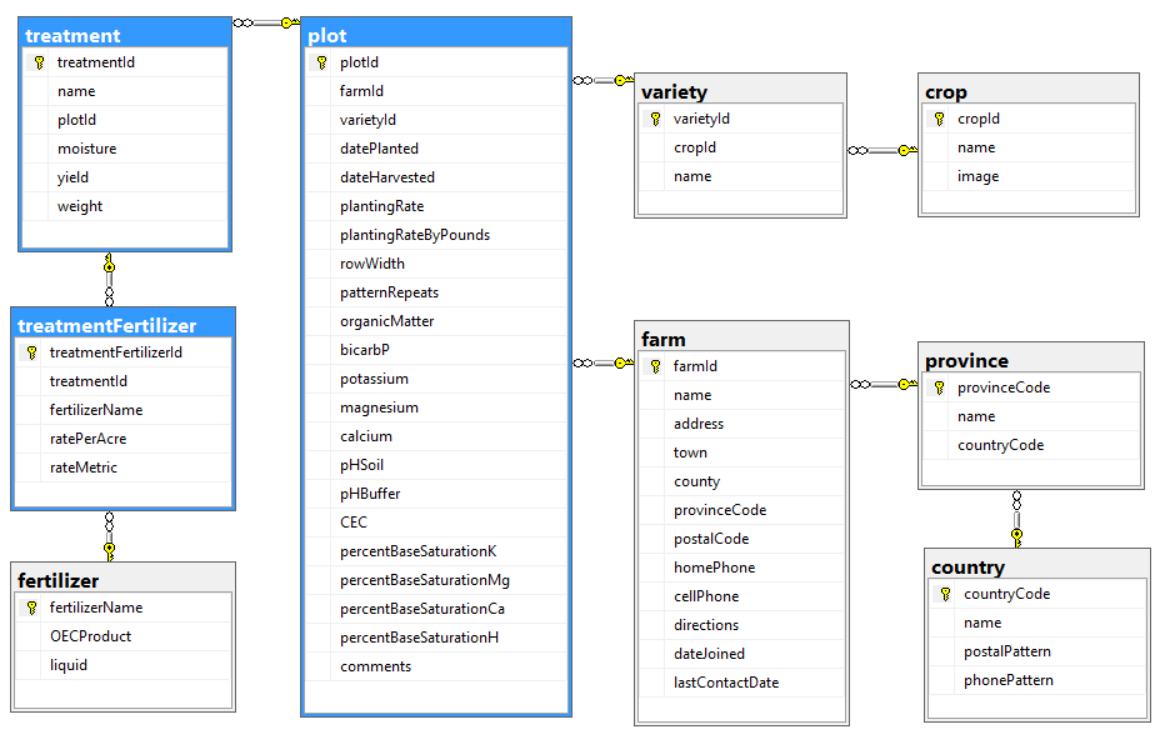 treatment
treatmentId
name
plotId
moisture
yield
weight
treatmentFertilizer
treatmentFertilizerId
treatmentId
fertilizerName
ratePerAcre
rateMetric
fertilizer
fertilizerName
OECProduct
liquid
plot
plotId
farmId
varietyId
datePlanted
dateHarvested
plantingRate
plantingRateByPounds
rowWidth
patternRepeats
organicMatter
bicarbP
potassium
magnesium
calcium
pHSoil
pHBuffer
CEC
percentBaseSaturationK
percentBaseSaturationMg
percentBaseSaturationCa
percentBaseSaturationH
comments
variety
varietyId
cropId
name
crop
cropId
name
image
farm
farmId
name
address
town
county
provinceCode
postalCode
homePhone
cellPhone
directions
dateJoined
lastContactDate
province
provinceCode
name
countryCode
country
countryCode
name
postalPattern
phonePattern